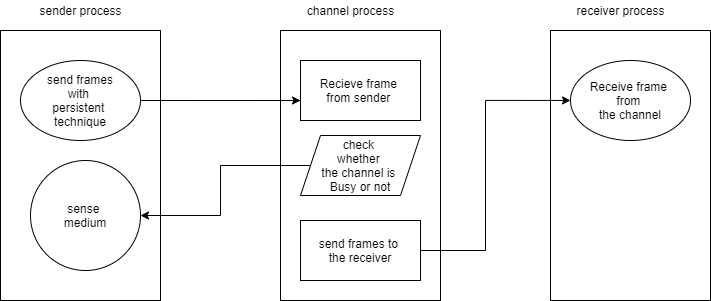 sender process
channel process
receiver process
send frames
with
persistent
technique
Recieve frame
from sender
Receive frame
from
the channel
check
whether
the channel is
Busy or not
sense
medium
send frames to
the receiver